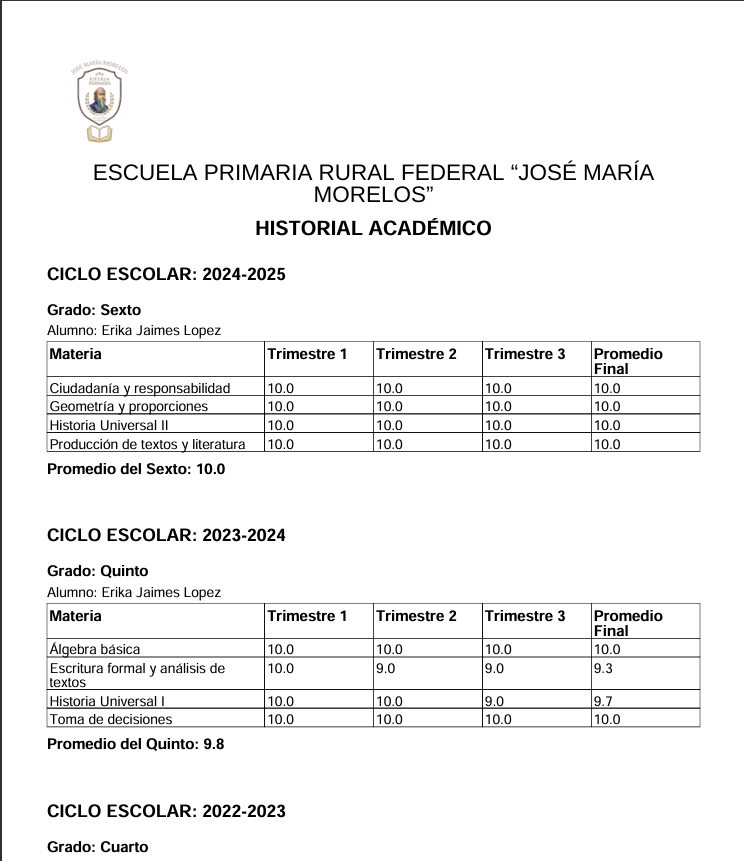 JOSÉ MARÍA MORELOS
ESCUELA
PRIMARIA
ESCUELA PRIMARIA RURAL FEDERAL “JOSÉ MARÍA
MORELOS”
HISTORIAL ACADÉMICO
CICLO ESCOLAR: 2024-2025
Grado: Sexto
Alumno: Erika Jaimes Lopez
Materia Trimestre 1 Trimestre 2 Trimestre 3 Promedio
Final
Ciudadanía y responsabilidad 10.0 10.0 10.0 10.0
Geometría y proporciones 10.0 10.0 10.0 10.0
Historia Universal II 10.0 10.0 10.0 10.0
Producción de textos y literatura 10.0 10.0 10.0 10.0
Promedio del Sexto: 10.0
CICLO ESCOLAR: 2023-2024
Grado: Quinto
Alumno: Erika Jaimes Lopez
Materia Trimestre 1 Trimestre 2 Trimestre 3 Promedio
Final
Álgebra básica 10.0 10.0 10.0 10.0
Escritura formal y análisis de 10.0 9.0 9.0 9.3
textos
Historia Universal I 10.0 10.0 9.0 9.7
Toma de decisiones 10.0 10.0 10.0 10.0
Promedio del Quinto: 9.8
CICLO ESCOLAR: 2022-2023
Grado: Cuarto